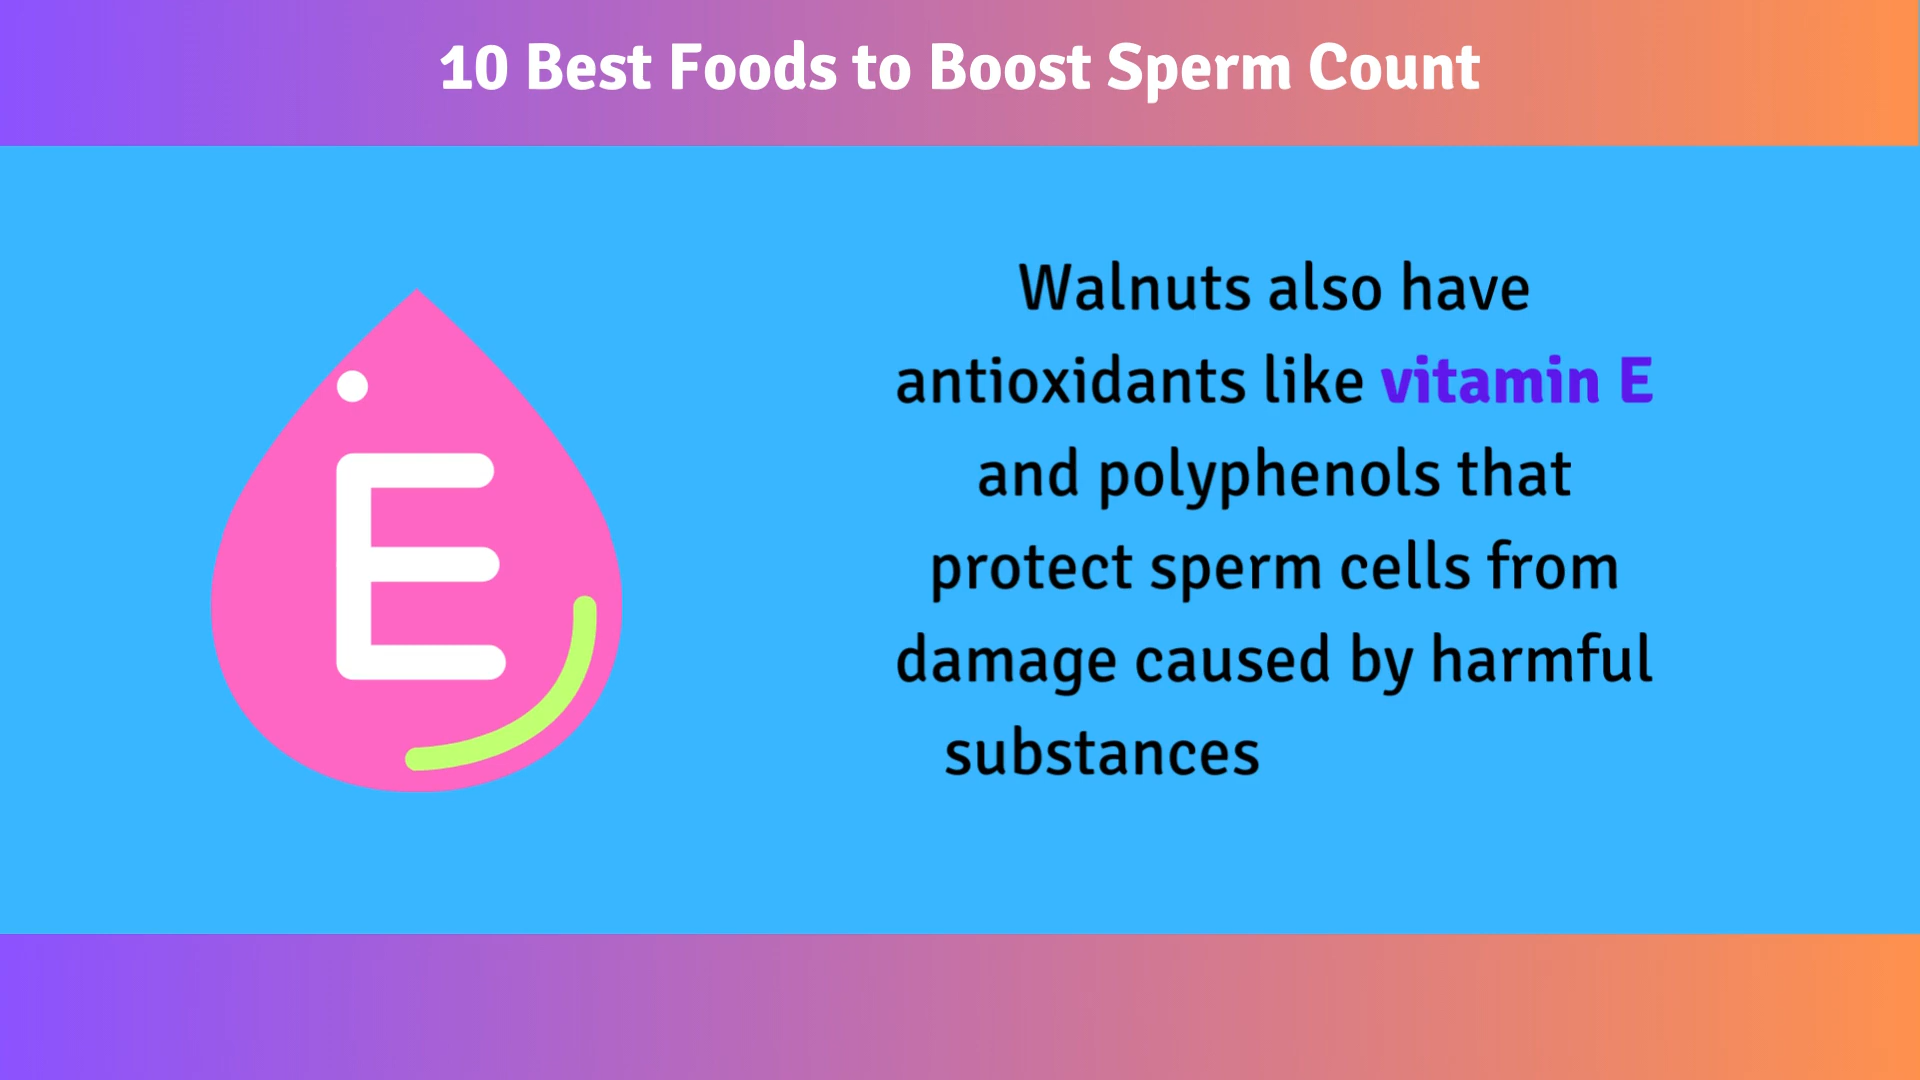 10 Best Foods to Boost Sperm Count
E
Walnuts also have
antioxidants like vitamin E
and polyphenols that
protect sperm cells from
damage caused by harmful
substances